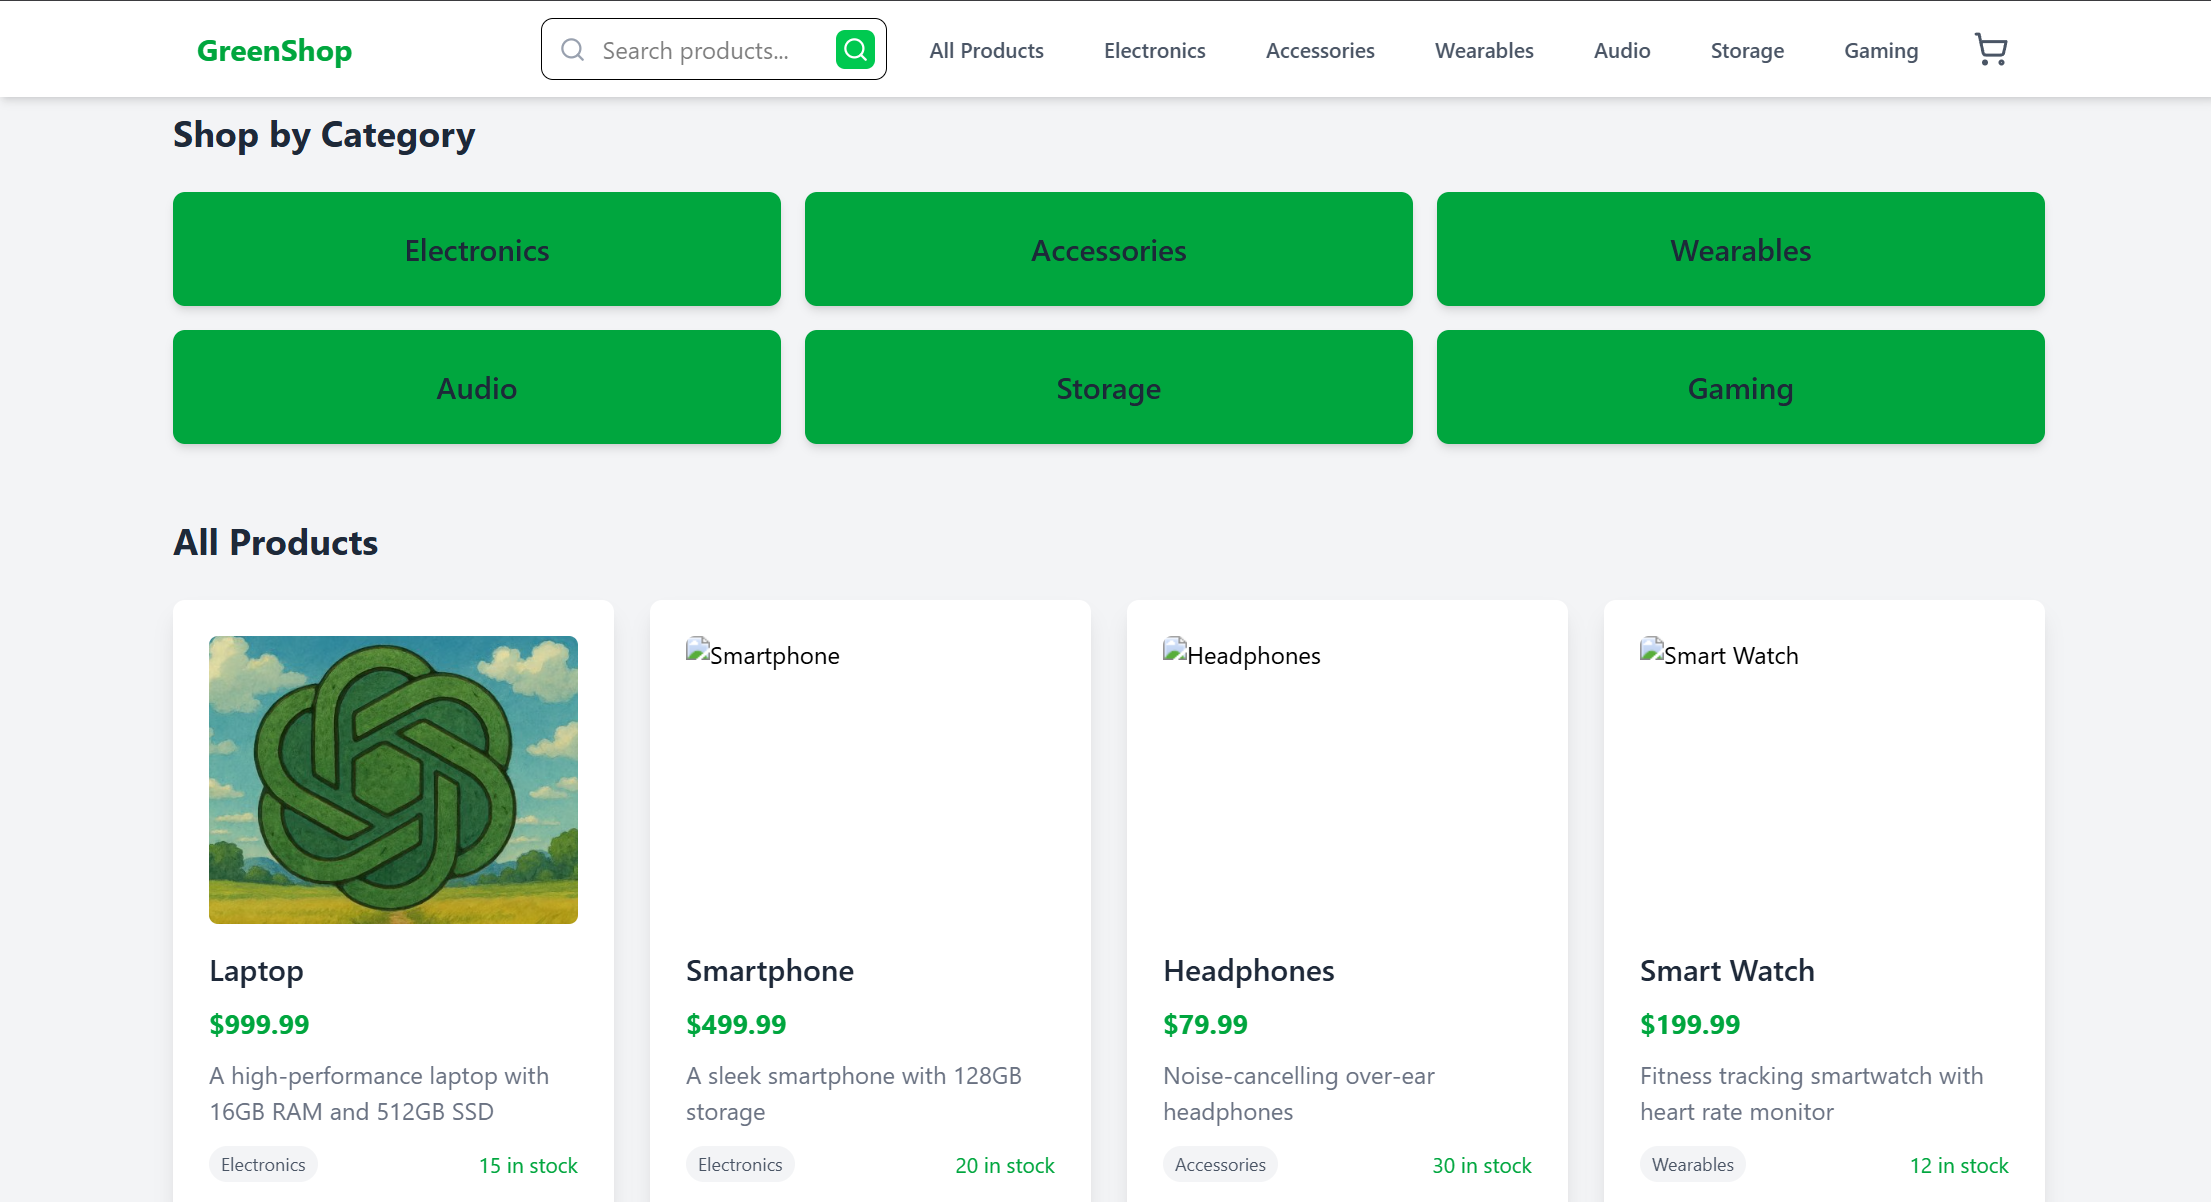 GreenShop
Search products...
All Products
Electronics
Accessories
Wearables
Audio
Storage
Gaming
Shop by Category
Electronics
Accessories
Wearables
Audio
Storage
Gaming
All Products
Smartphone
Headphones
Smart Watch
Laptop
$999.99
A high-performance laptop with
16GB RAM and 512GB SSD
Electronics
15 in stock
Smartphone
$499.99
A sleek smartphone with 128GB
storage
Electronics
20 in stock
Headphones
$79.99
Noise-cancelling over-ear
headphones
Accessories
30 in stock
Smart Watch
$199.99
Fitness tracking smartwatch with
heart rate monitor
Wearables
12 in stock